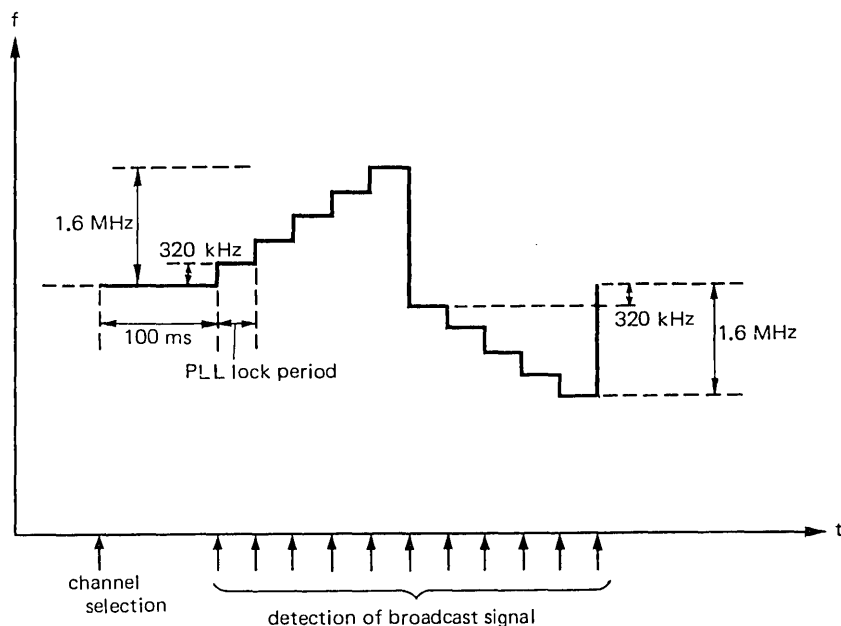 f
1.6 MHz
320 kHz
100 ms
PLL lock period
320 kHz
1.6 MHz
t
channel
selection
detection of broadcast signal